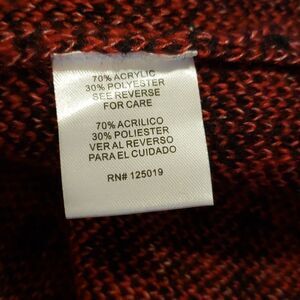 70% ACRYLIC
30% POLYESTER
SEE REVERSE
FOR CARE
70% ACRILICO
30% POLIESTER
VER AL REVERSO
PARA EL CUIDADO
RN# 125019